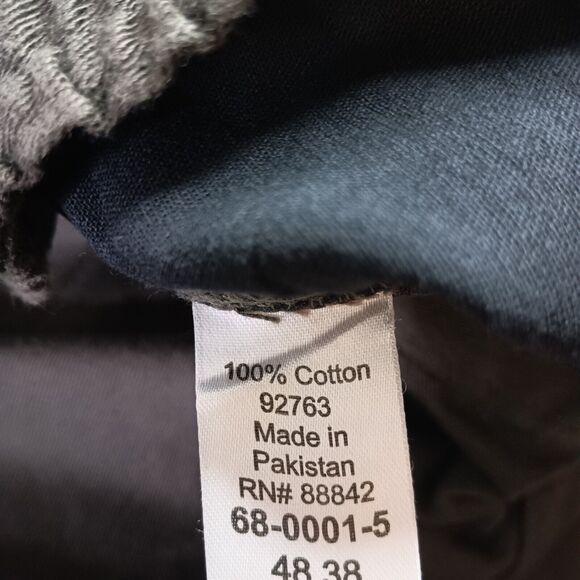 100% Cotton
92763
Made in
Pakistan
RN# 88842
68-0001-5
48 38